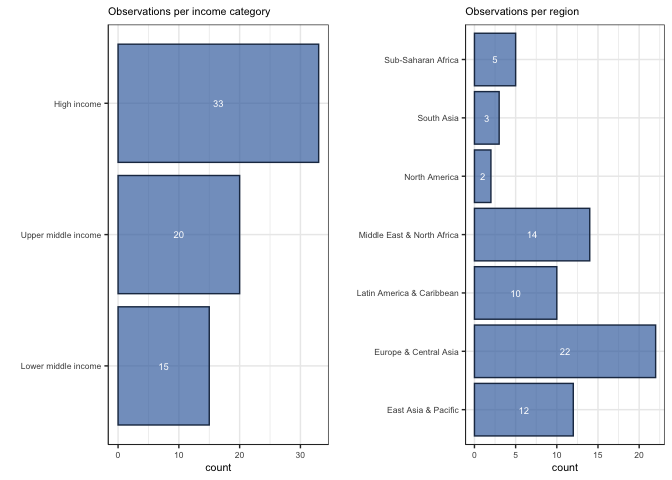 Observations per income category
High income
33
Upper middle income
20
Lower middle income
15
0 10 20 30
count
Observations per region
Sub-Saharan Africa
5
South Asia
3
North America
2
Middle East & North Africa
14
Latin America & Caribbean
10
Europe & Central Asia
22
East Asia & Pacific
12
0 5 10 15 20
count